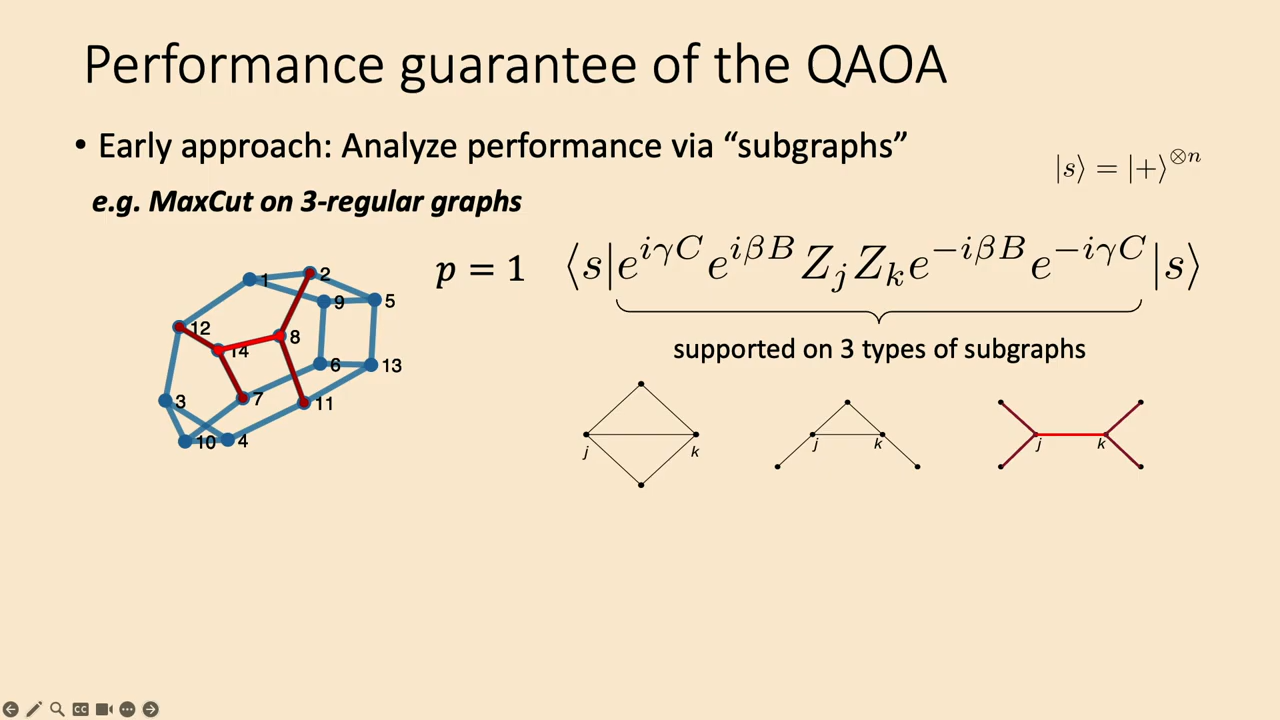 Performance guarantee of the QAOA
• Early approach: Analyze performance via “subgraphs”
|s⟩ = |+⟩^{⊗n}
e.g. MaxCut on 3-regular graphs
p = 1 ⟨s|e^{iγC} e^{iβB} Z_j Z_k e^{−iβB} e^{−iγC}|s⟩
supported on 3 types of subgraphs
1
2
9
5
12
8
14
6
13
3
7
11
10
4
j
k
j
k
j
k
CC